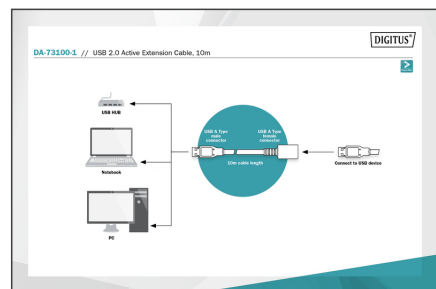 DIGITUS®
DA-73100-1 // USB 2.0 Active Extension Cable, 10m
USB HUB
Notebook
PC
USB A Type
male
connector
USB A Type
female
connector
10m cable length
Connect to USB device